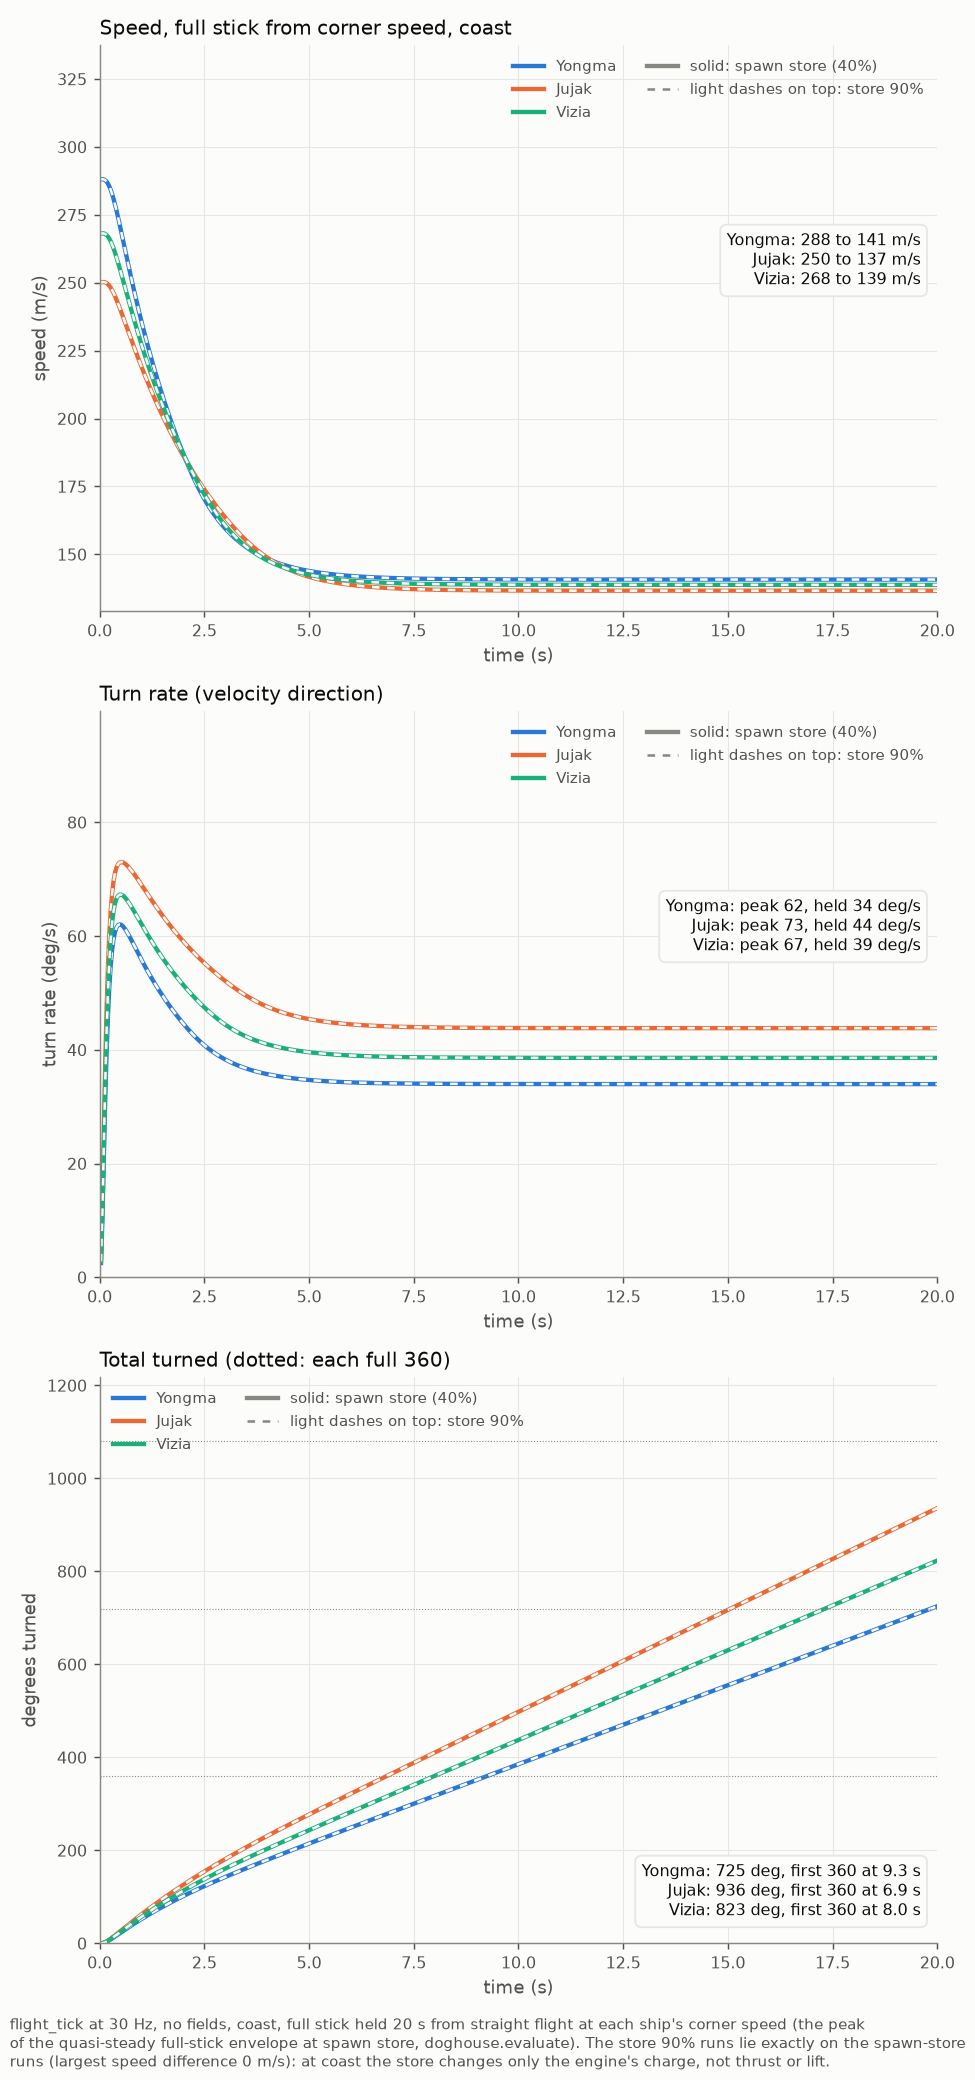 Speed, full stick from corner speed, coast
Yongma
Jujak
Vizia
solid: spawn store (40%)
light dashes on top: store 90%
325
300
275
250
225
200
175
150
speed (m/s)
Yongma: 288 to 141 m/s
Jujak: 250 to 137 m/s
Vizia: 268 to 139 m/s
0.0 2.5 5.0 7.5 10.0 12.5 15.0 17.5 20.0
time (s)
Turn rate (velocity direction)
Yongma
Jujak
Vizia
solid: spawn store (40%)
light dashes on top: store 90%
80
60
40
20
0
turn rate (deg/s)
Yongma: peak 62, held 34 deg/s
Jujak: peak 73, held 44 deg/s
Vizia: peak 67, held 39 deg/s
0.0 2.5 5.0 7.5 10.0 12.5 15.0 17.5 20.0
time (s)
Total turned (dotted: each full 360)
Yongma
Jujak
Vizia
solid: spawn store (40%)
light dashes on top: store 90%
1200
1000
800
600
400
200
0
degrees turned
Yongma: 725 deg, first 360 at 9.3 s
Jujak: 936 deg, first 360 at 6.9 s
Vizia: 823 deg, first 360 at 8.0 s
0.0 2.5 5.0 7.5 10.0 12.5 15.0 17.5 20.0
time (s)
flight_tick at 30 Hz, no fields, coast, full stick held 20 s from straight flight at each ship's corner speed (the peak
of the quasi-steady full-stick envelope at spawn store, doghouse.evaluate). The store 90% runs lie exactly on the spawn-store
runs (largest speed difference 0 m/s): at coast the store changes only the engine's charge, not thrust or lift.